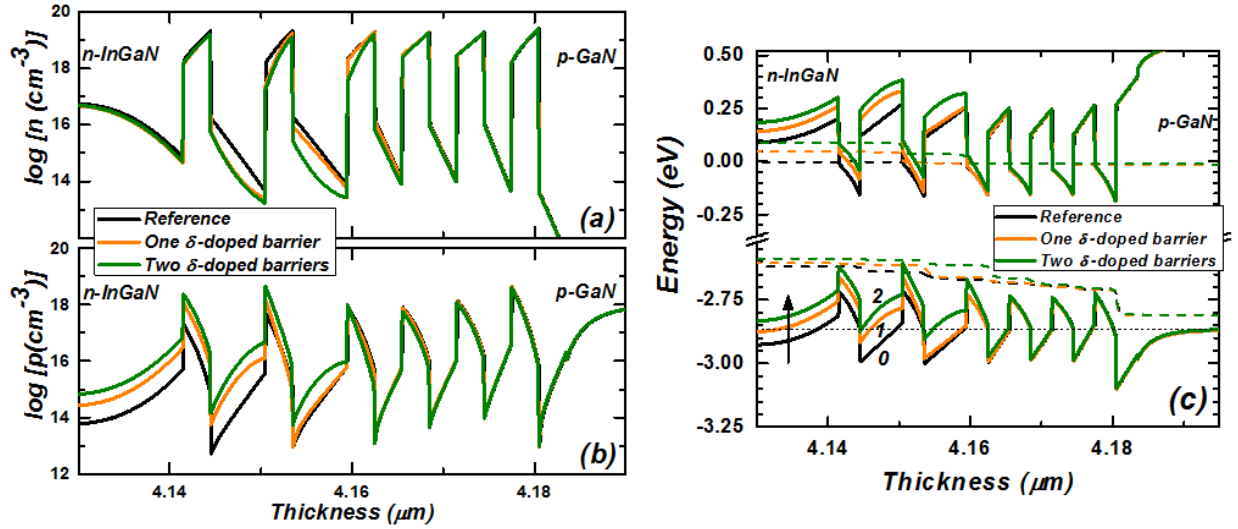 20
18
16
14
log [n (cm⁻³)]
n-InGaN
p-GaN
(a)
Reference
One δ-doped barrier
Two δ-doped barriers
20
18
16
14
12
log [p(cm⁻³)]
n-InGaN
p-GaN
(b)
4.14 4.16 4.18
Thickness (μm)
0.50
0.25
0.00
-0.25
-2.75
-3.00
-3.25
Energy (eV)
n-InGaN
p-GaN
Reference
One δ-doped barrier
Two δ-doped barriers
2
1
0
(c)
4.14 4.16 4.18
Thickness (μm)